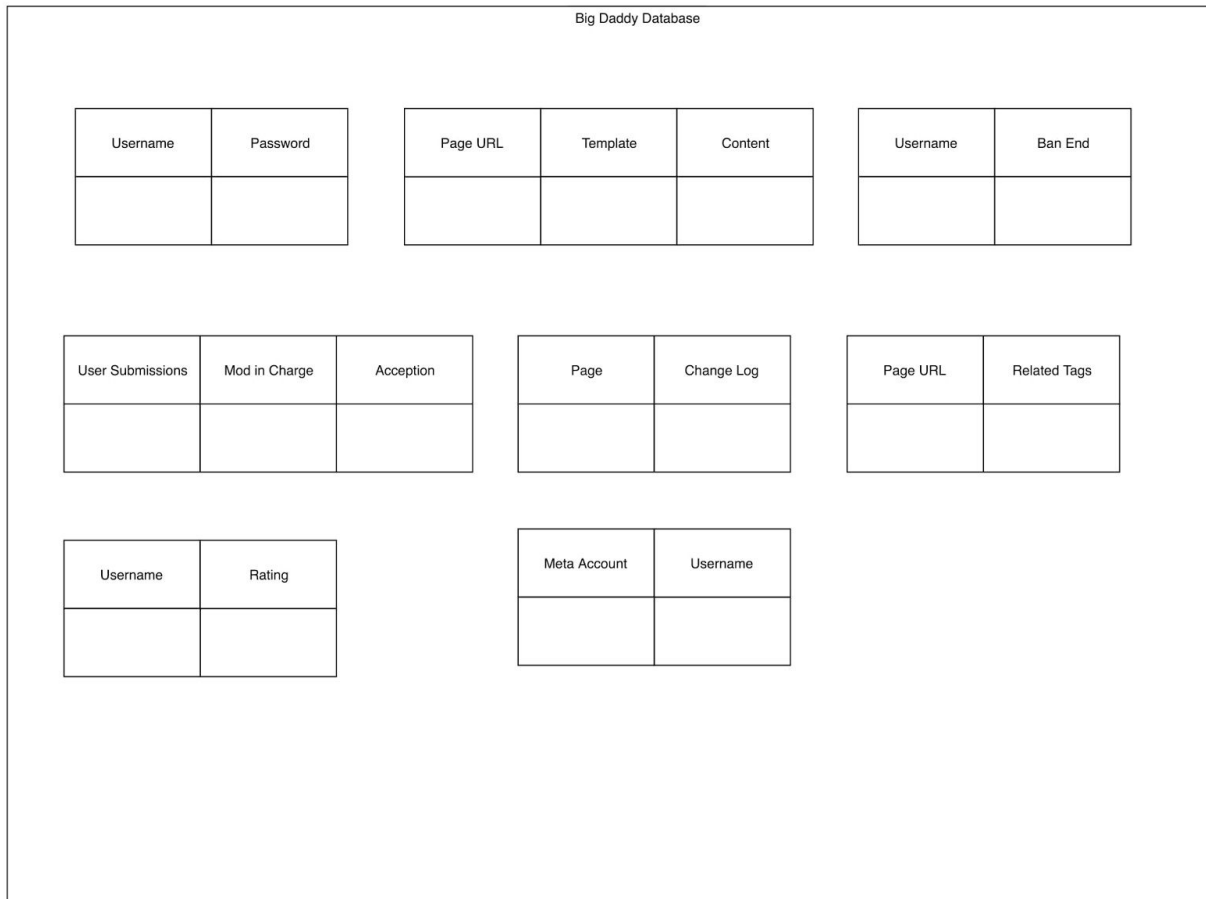 Big Daddy Database
Username Password
Page URL Template Content
Username Ban End
User Submissions Mod in Charge Acception
Page Change Log
Page URL Related Tags
Username Rating
Meta Account Username